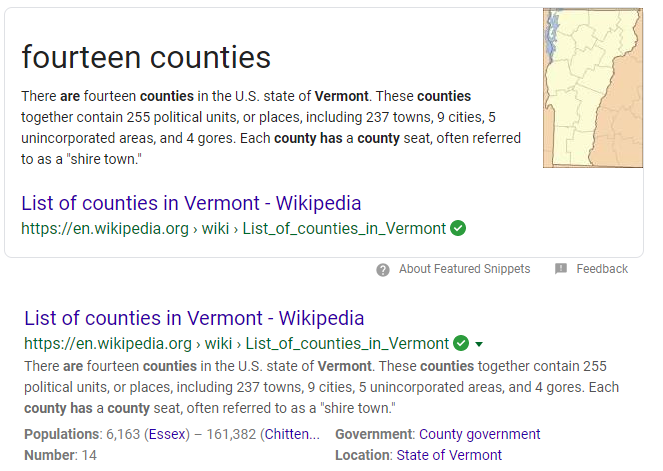 fourteen counties
There are fourteen counties in the U.S. state of Vermont. These counties
together contain 255 political units, or places, including 237 towns, 9 cities, 5
unincorporated areas, and 4 gores. Each county has a county seat, often referred
to as a "shire town."
List of counties in Vermont - Wikipedia
https://en.wikipedia.org › wiki › List_of_counties_in_Vermont
About Featured Snippets Feedback
List of counties in Vermont - Wikipedia
https://en.wikipedia.org › wiki › List_of_counties_in_Vermont
There are fourteen counties in the U.S. state of Vermont. These counties together contain 255
political units, or places, including 237 towns, 9 cities, 5 unincorporated areas, and 4 gores. Each
county has a county seat, often referred to as a "shire town."
Populations: 6,163 (Essex) – 161,382 (Chitten... Government: County government
Number: 14 Location: State of Vermont